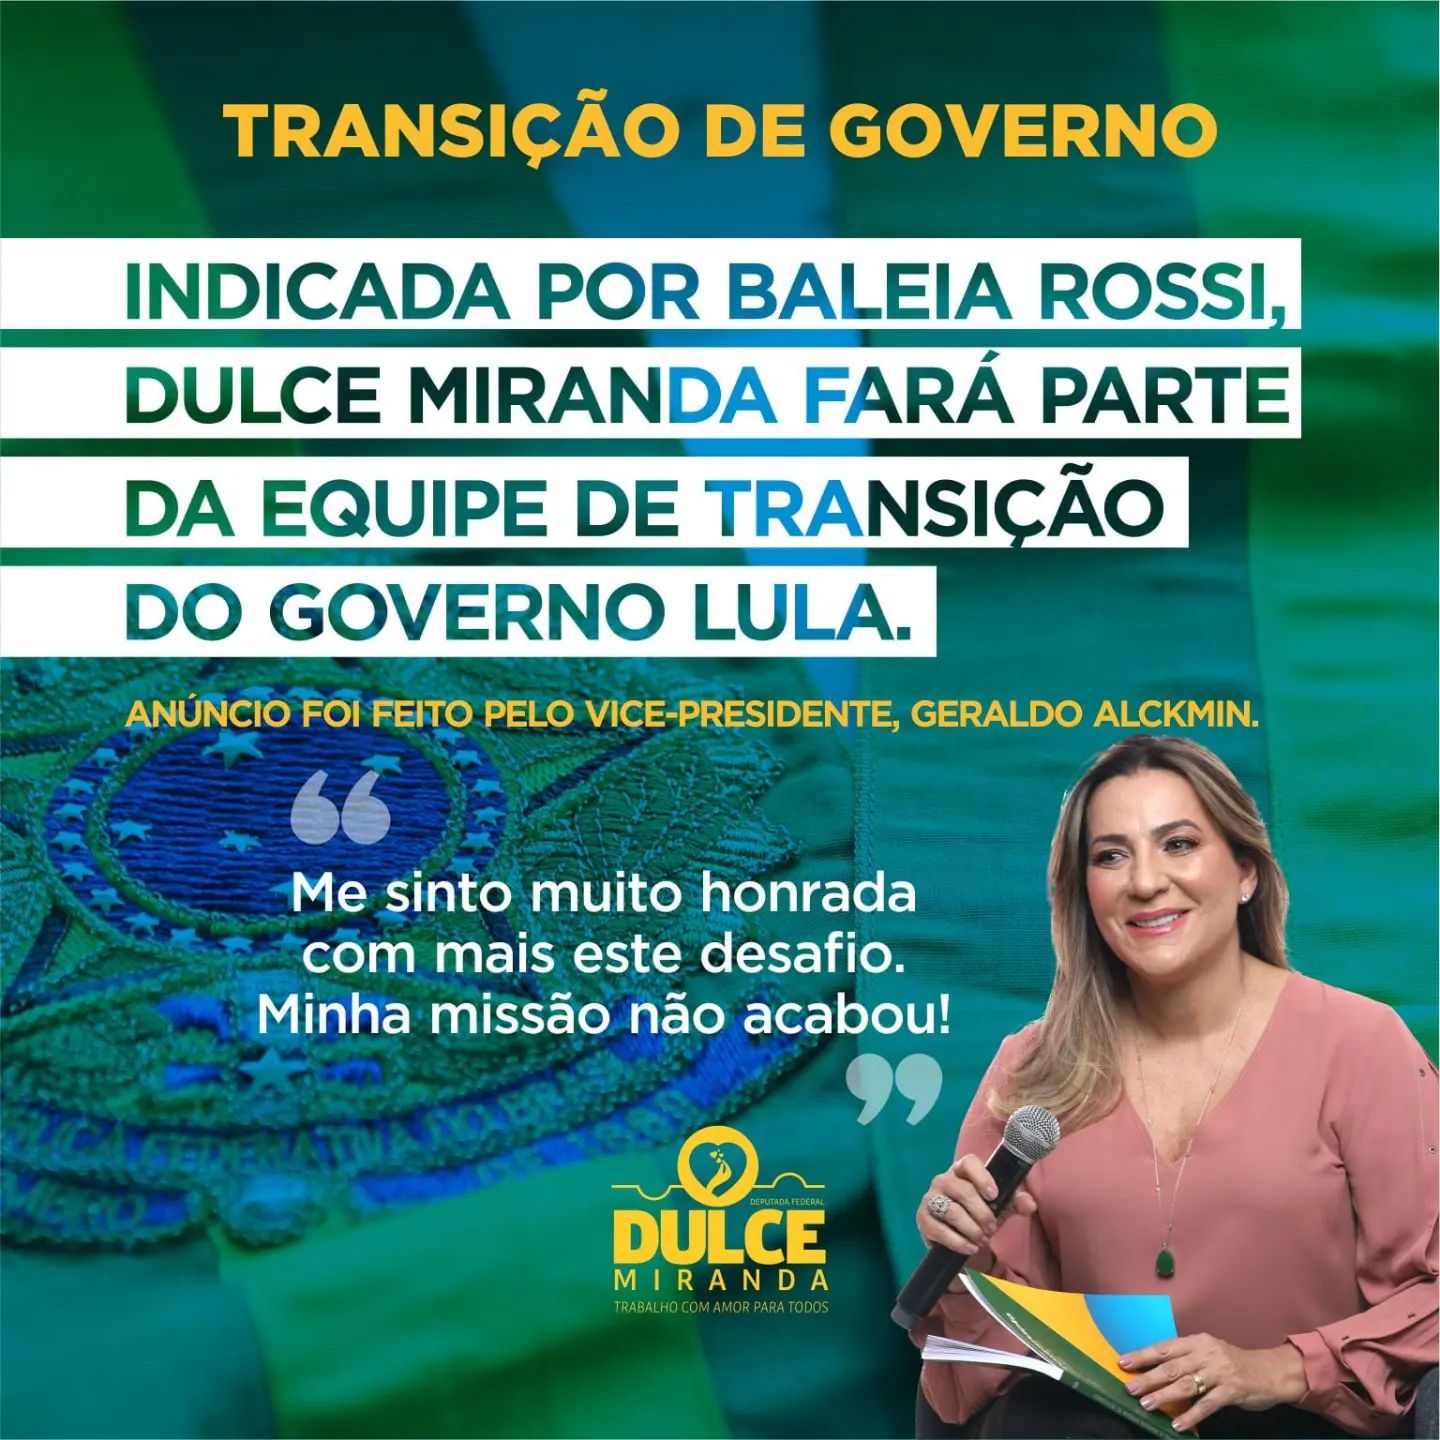 TRANSIÇÃO DE GOVERNO
INDICADA POR BALEIA ROSSI,
DULCE MIRANDA FARÁ PARTE
DA EQUIPE DE TRANSIÇÃO
DO GOVERNO LULA.
ANÚNCIO FOI FEITO PELO VICE-PRESIDENTE, GERALDO ALCKMIN.
“
Me sinto muito honrada
com mais este desafio.
Minha missão não acabou!
”
DEPUTADA FEDERAL
DULCE
MIRANDA
TRABALHO COM AMOR PARA TODOS